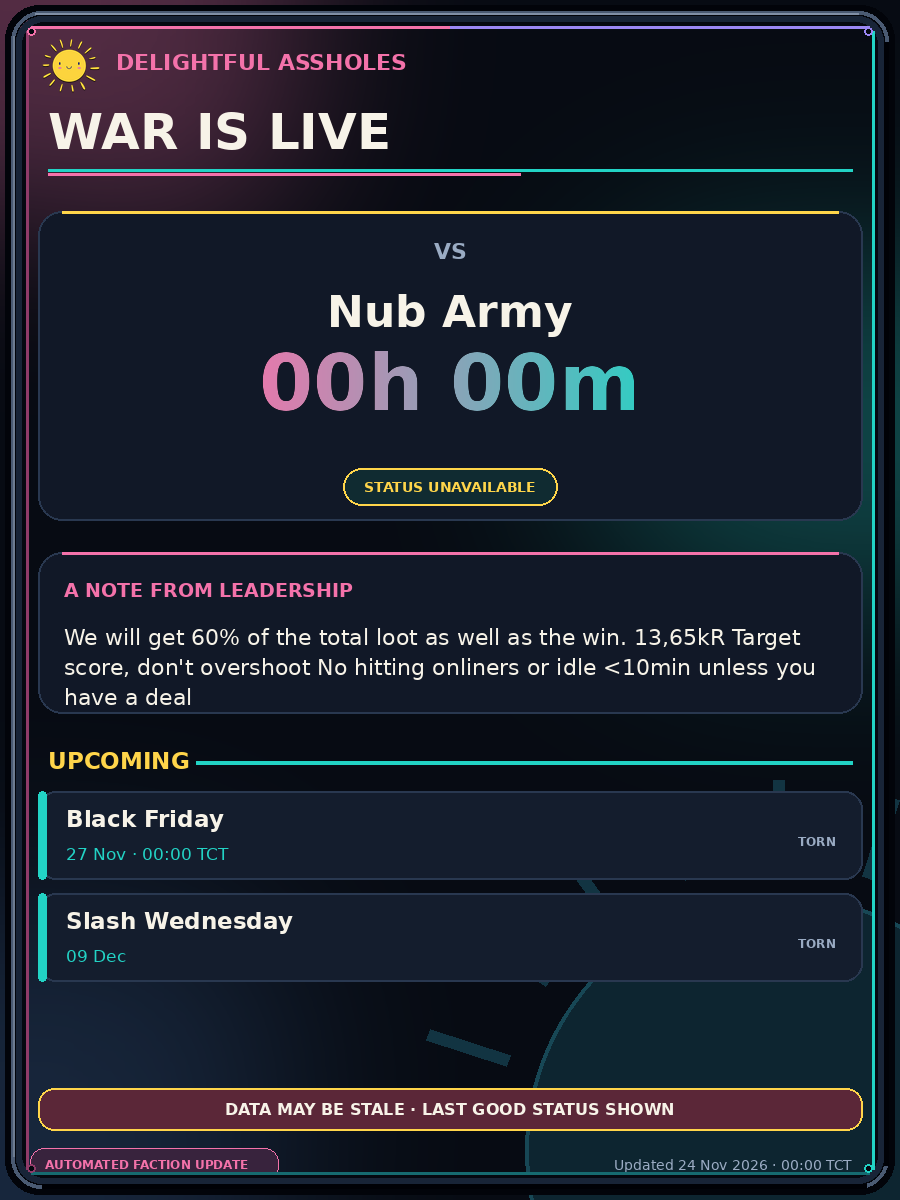 DELIGHTFUL ASSHOLES
WAR IS LIVE
VS
Nub Army
00h 00m
STATUS UNAVAILABLE
A NOTE FROM LEADERSHIP
We will get 60% of the total loot as well as the win. 13,65kR Target
score, don't overshoot No hitting onliners or idle <10min unless you
have a deal
UPCOMING
Black Friday
27 Nov · 00:00 TCT
TORN
Slash Wednesday
09 Dec
TORN
DATA MAY BE STALE · LAST GOOD STATUS SHOWN
AUTOMATED FACTION UPDATE
Updated 24 Nov 2026 · 00:00 TCT